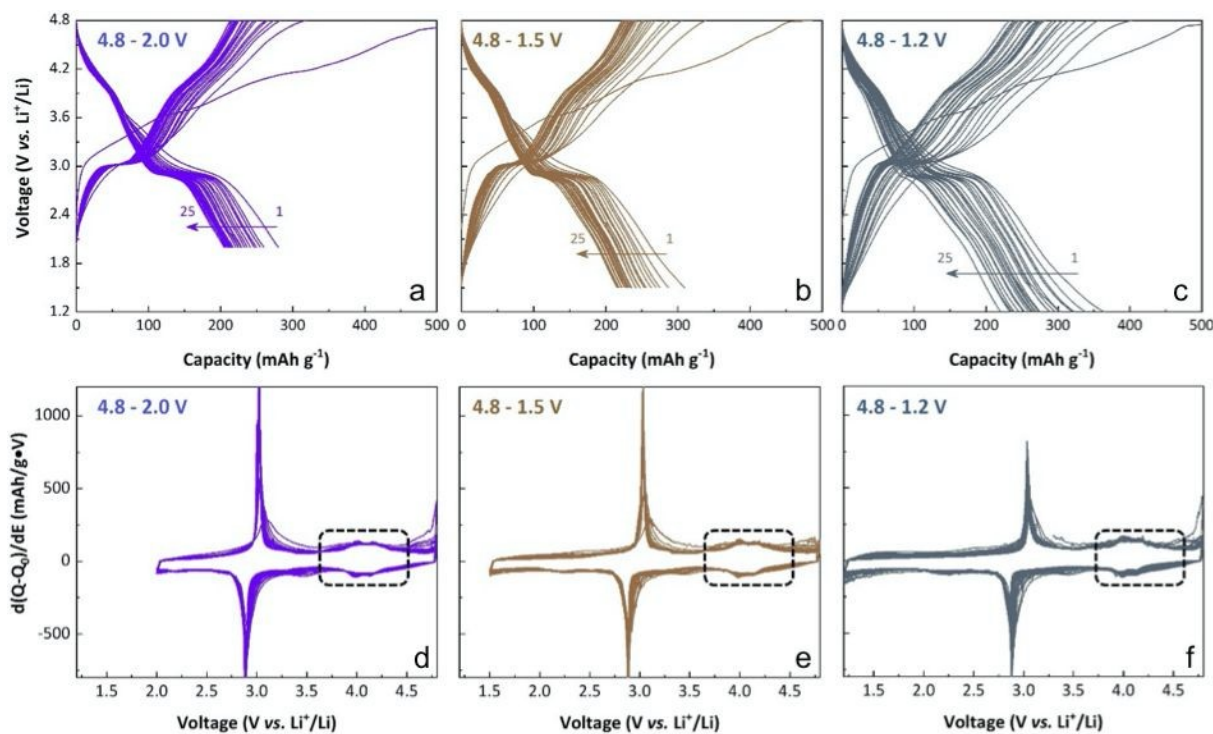 4.8 - 2.0 V
4.8 - 1.5 V
4.8 - 1.2 V
4.8
4.2
3.6
3.0
2.4
1.8
1.2
Voltage (V vs. Li⁺/Li)
25
1
25
1
25
1
a
b
c
0 100 200 300 400 500
0 100 200 300 400 500
0 100 200 300 400 500
Capacity (mAh g⁻¹)
Capacity (mAh g⁻¹)
Capacity (mAh g⁻¹)
4.8 - 2.0 V
4.8 - 1.5 V
4.8 - 1.2 V
1000
500
0
-500
d(Q-Q₀)/dE (mAh/g•V)
d
e
f
1.5 2.0 2.5 3.0 3.5 4.0 4.5
1.5 2.0 2.5 3.0 3.5 4.0 4.5
1.5 2.0 2.5 3.0 3.5 4.0 4.5
Voltage (V vs. Li⁺/Li)
Voltage (V vs. Li⁺/Li)
Voltage (V vs. Li⁺/Li)